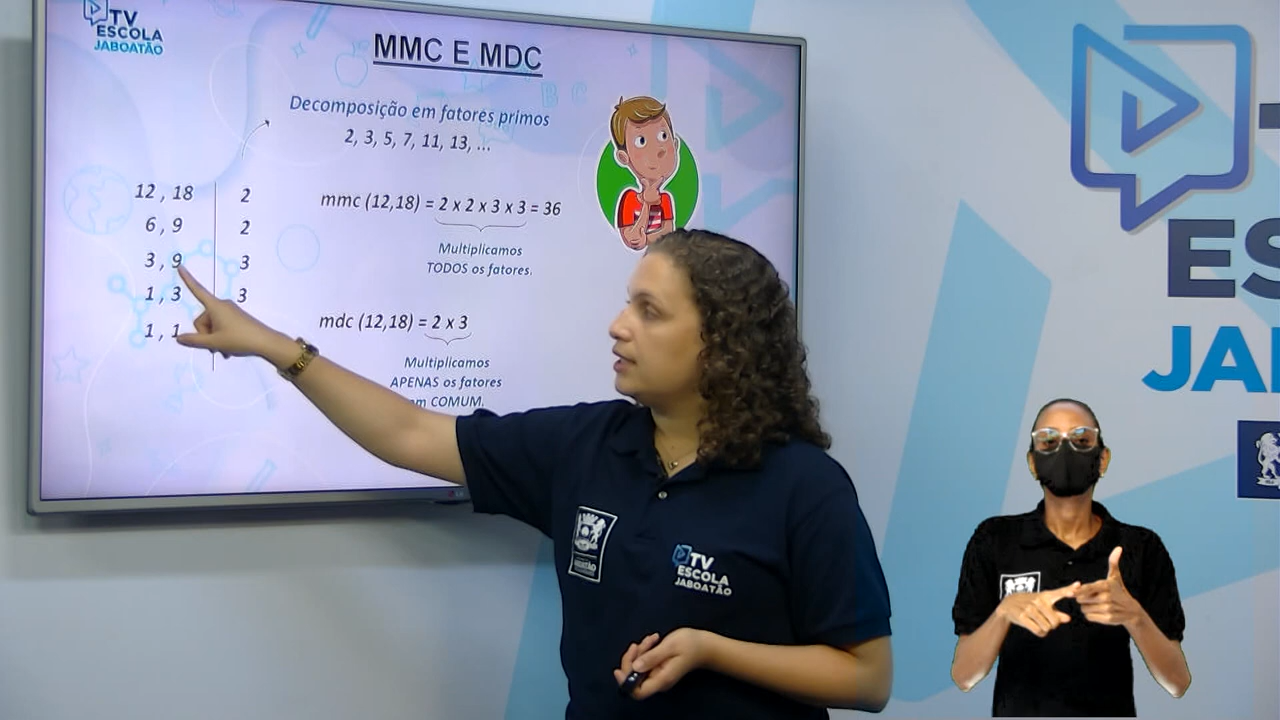 TV
ESCOLA
JABOATÃO
MMC E MDC
Decomposição em fatores primos
2, 3, 5, 7, 11, 13, ...
12 , 18 2
6 , 9 2
3 , 9 3
1 , 3 3
1 , 1
mmc (12,18) = 2 x 2 x 3 x 3 = 36
Multiplicamos
TODOS os fatores.
mdc (12,18) = 2 x 3
Multiplicamos
APENAS os fatores
COMUM.
TV
ESCOLA
JABOATÃO
ES
JA